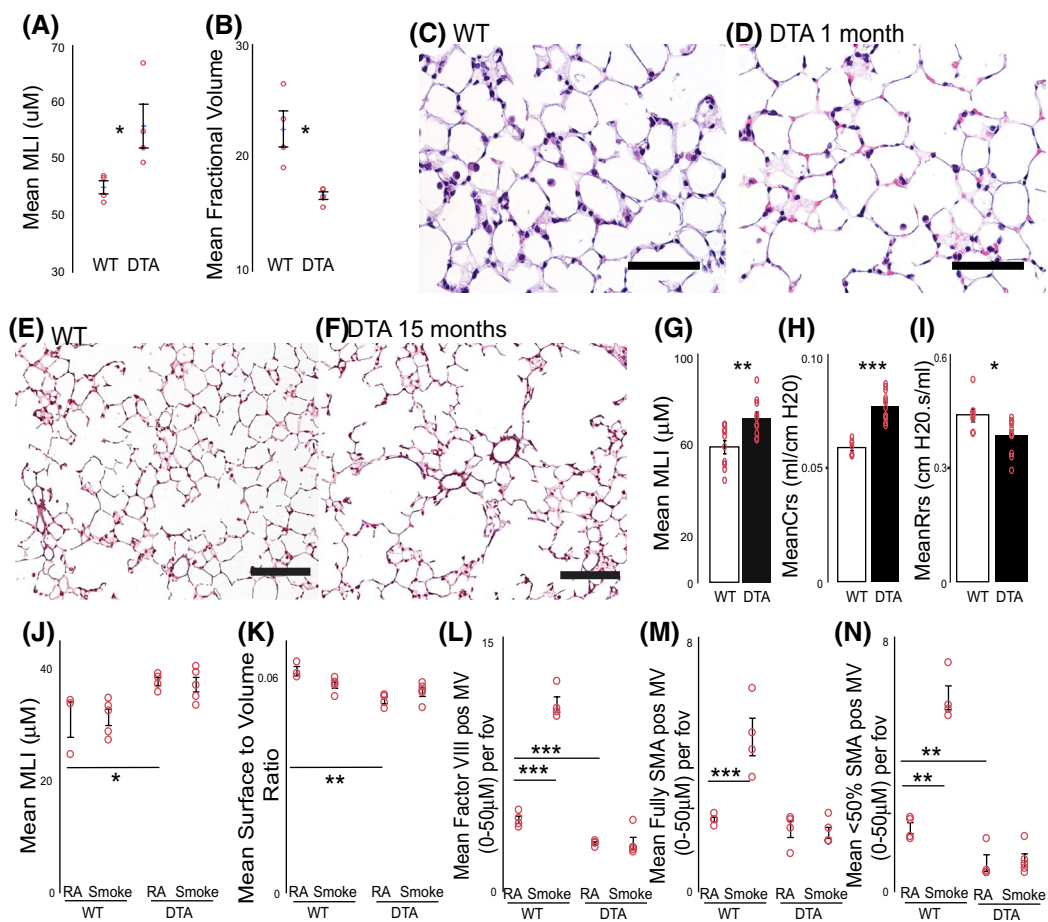 (A)
Mean MLI (uM)
70
60
50
50
30
*
WT DTA
(B)
Mean Fractional Volume
30
20
10
*
WT DTA
(C) WT
(D) DTA 1 month
(E) WT
(F) DTA 15 months
(G)
Mean MLI (µM)
100
60
20
0
**
WT DTA
(H)
MeanCrs (ml/cm H20)
0.10
0.05
0
***
WT DTA
(I)
MeanRrs (cm H20.s/ml)
0.6
0.3
0
*
WT DTA
(J)
Mean MLI (µM)
40
20
0
*
RA Smoke RA Smoke
WT DTA
(K)
Mean Surface to Volume
Ratio
0.06
0
**
RA Smoke RA Smoke
WT DTA
(L)
Mean Factor VIII pos MV
(0-50µM) per fov
15
0
***
***
RA Smoke RA Smoke
WT DTA
(M)
Mean Fully SMA pos MV
(0-50µM) per fov
8
0
***
RA Smoke RA Smoke
WT DTA
(N)
Mean <50% SMA pos MV
(0-50µM) per fov
8
0
**
**
RA Smoke RA Smoke
WT DTA